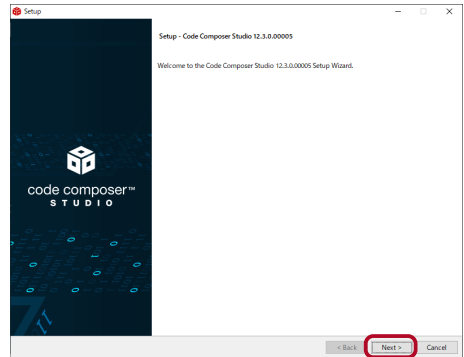 Setup
Setup - Code Composer Studio 12.3.0.00005
Welcome to the Code Composer Studio 12.3.0.00005 Setup Wizard.
code composer™
STUDIO
< Back
Next >
Cancel